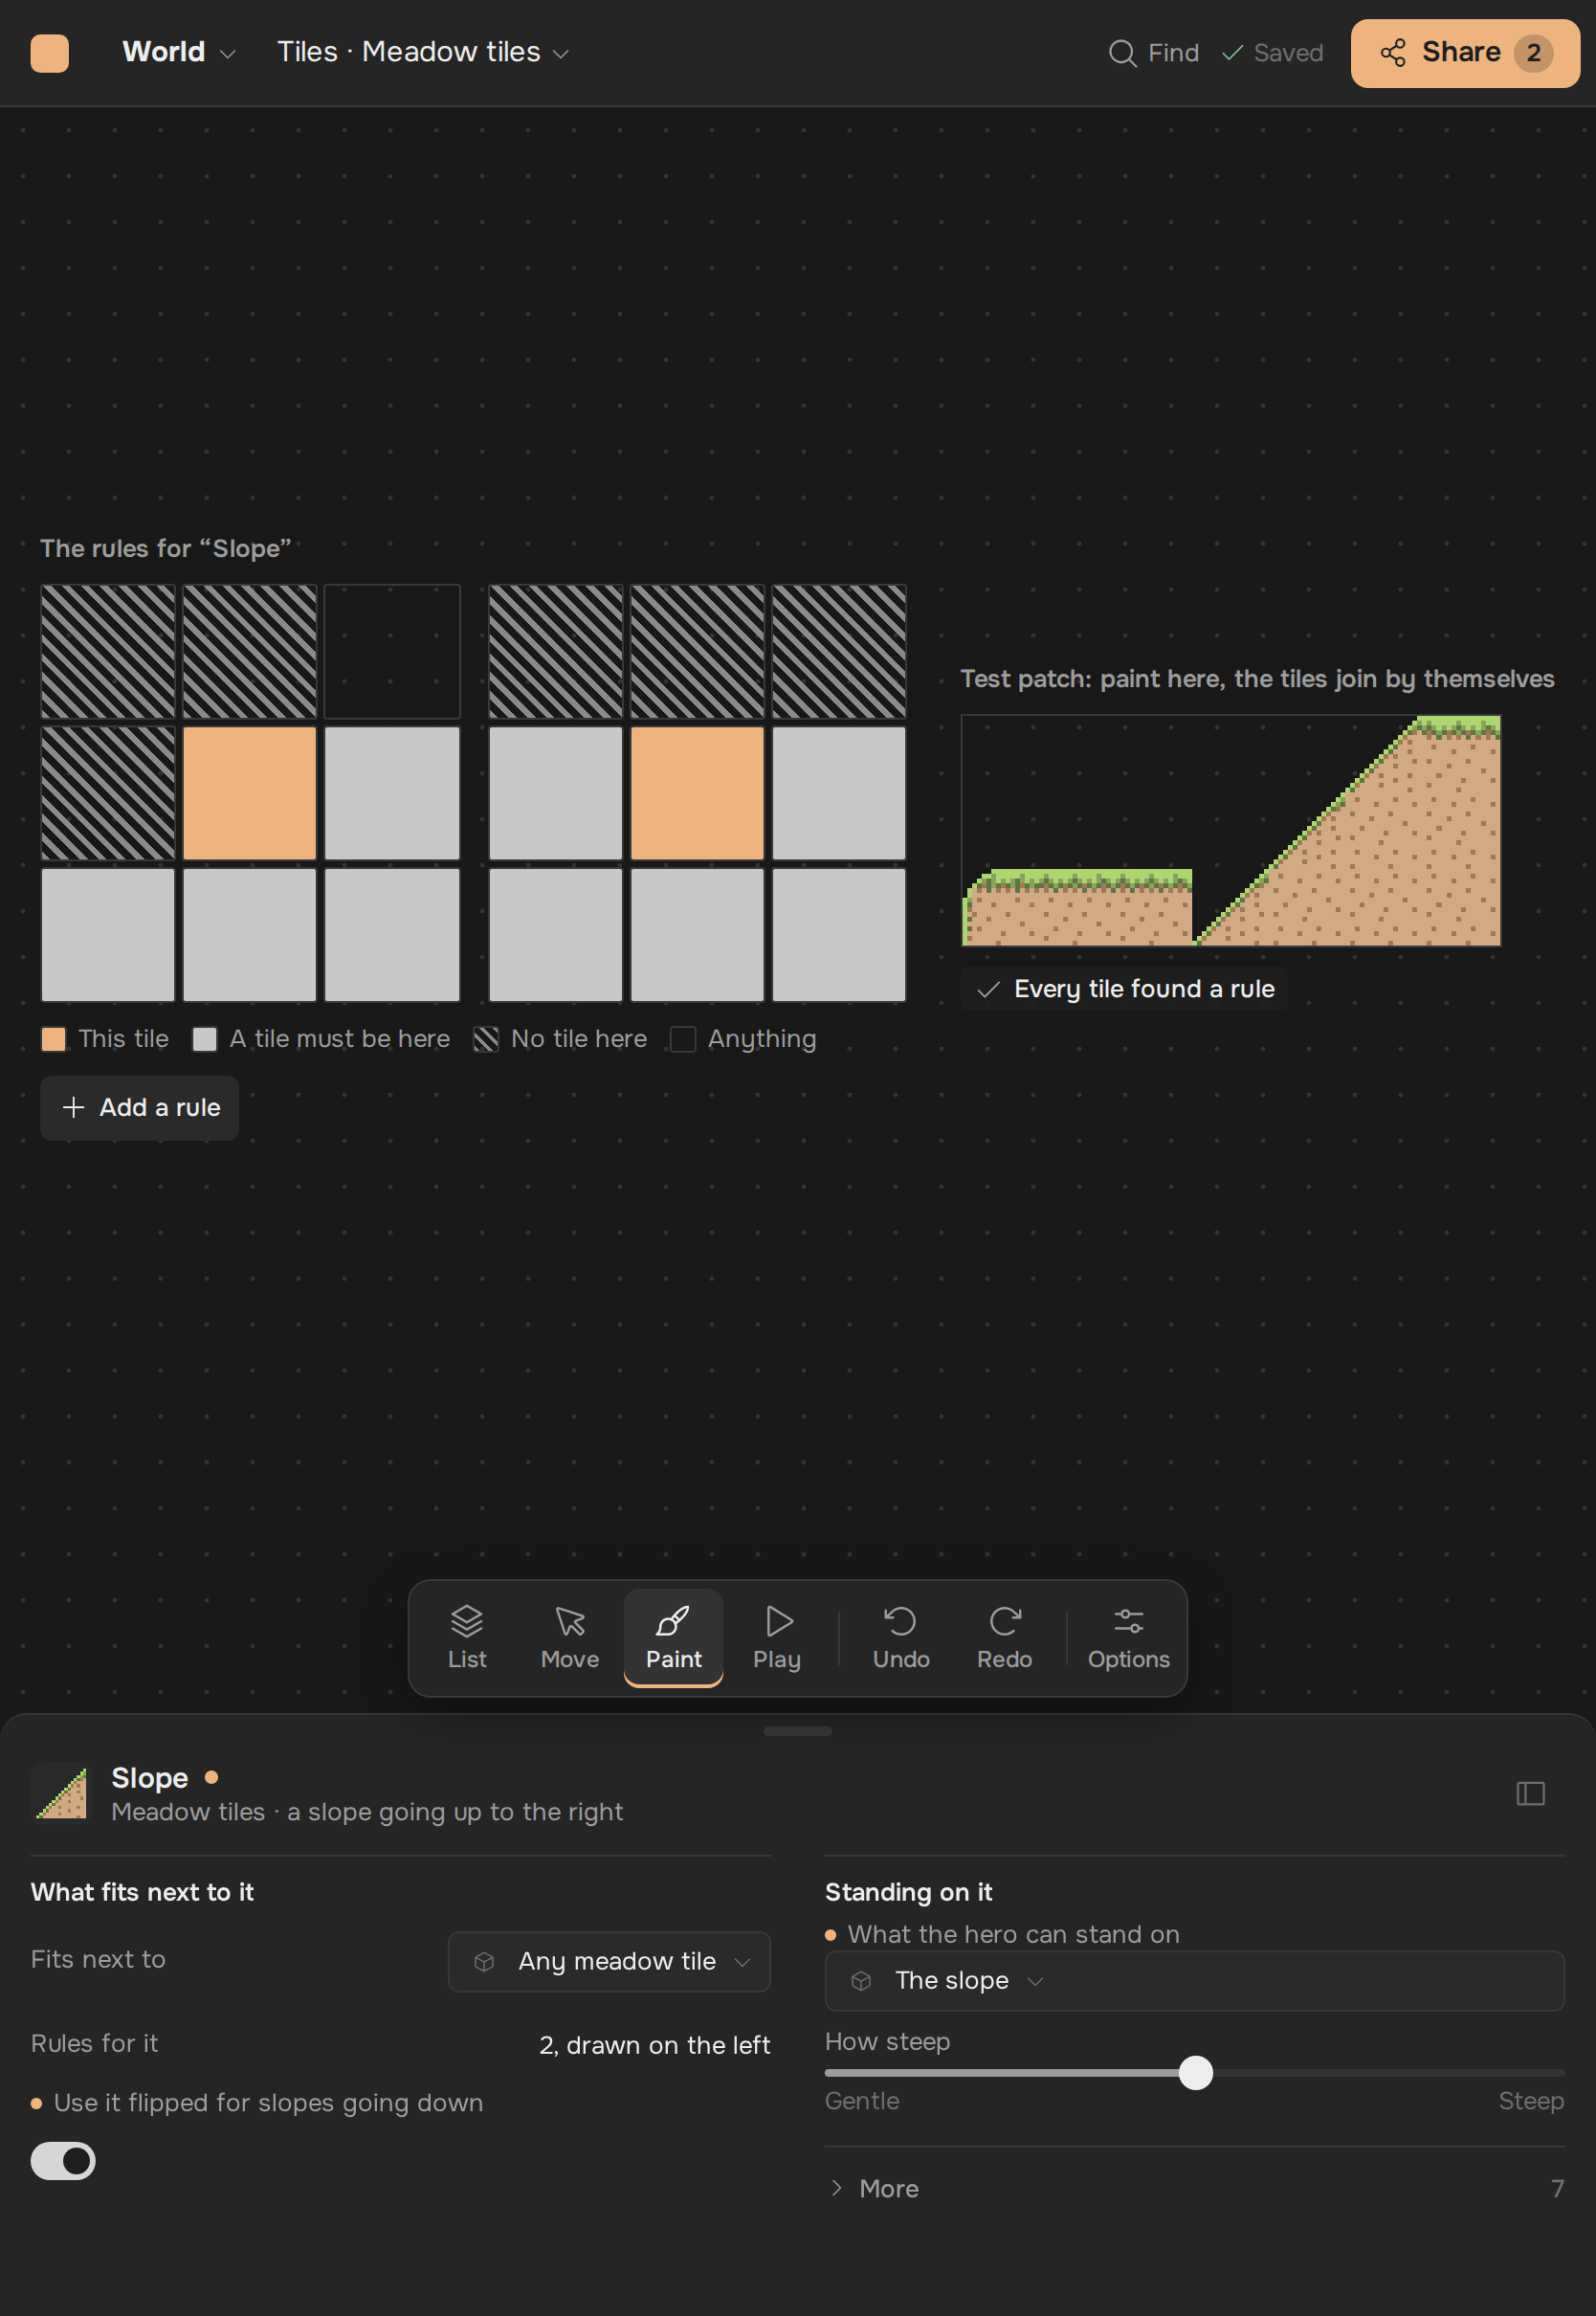 World
Tiles · Meadow tiles
Find
Saved
Share 2
The rules for “Slope”
Test patch: paint here, the tiles join by themselves
Every tile found a rule
This tile
A tile must be here
No tile here
Anything
Add a rule
List
Move
Paint
Play
Undo
Redo
Options
Slope
Meadow tiles · a slope going up to the right
What fits next to it
Fits next to
Any meadow tile
Rules for it
2, drawn on the left
Use it flipped for slopes going down
Standing on it
What the hero can stand on
The slope
How steep
Gentle
Steep
More
7